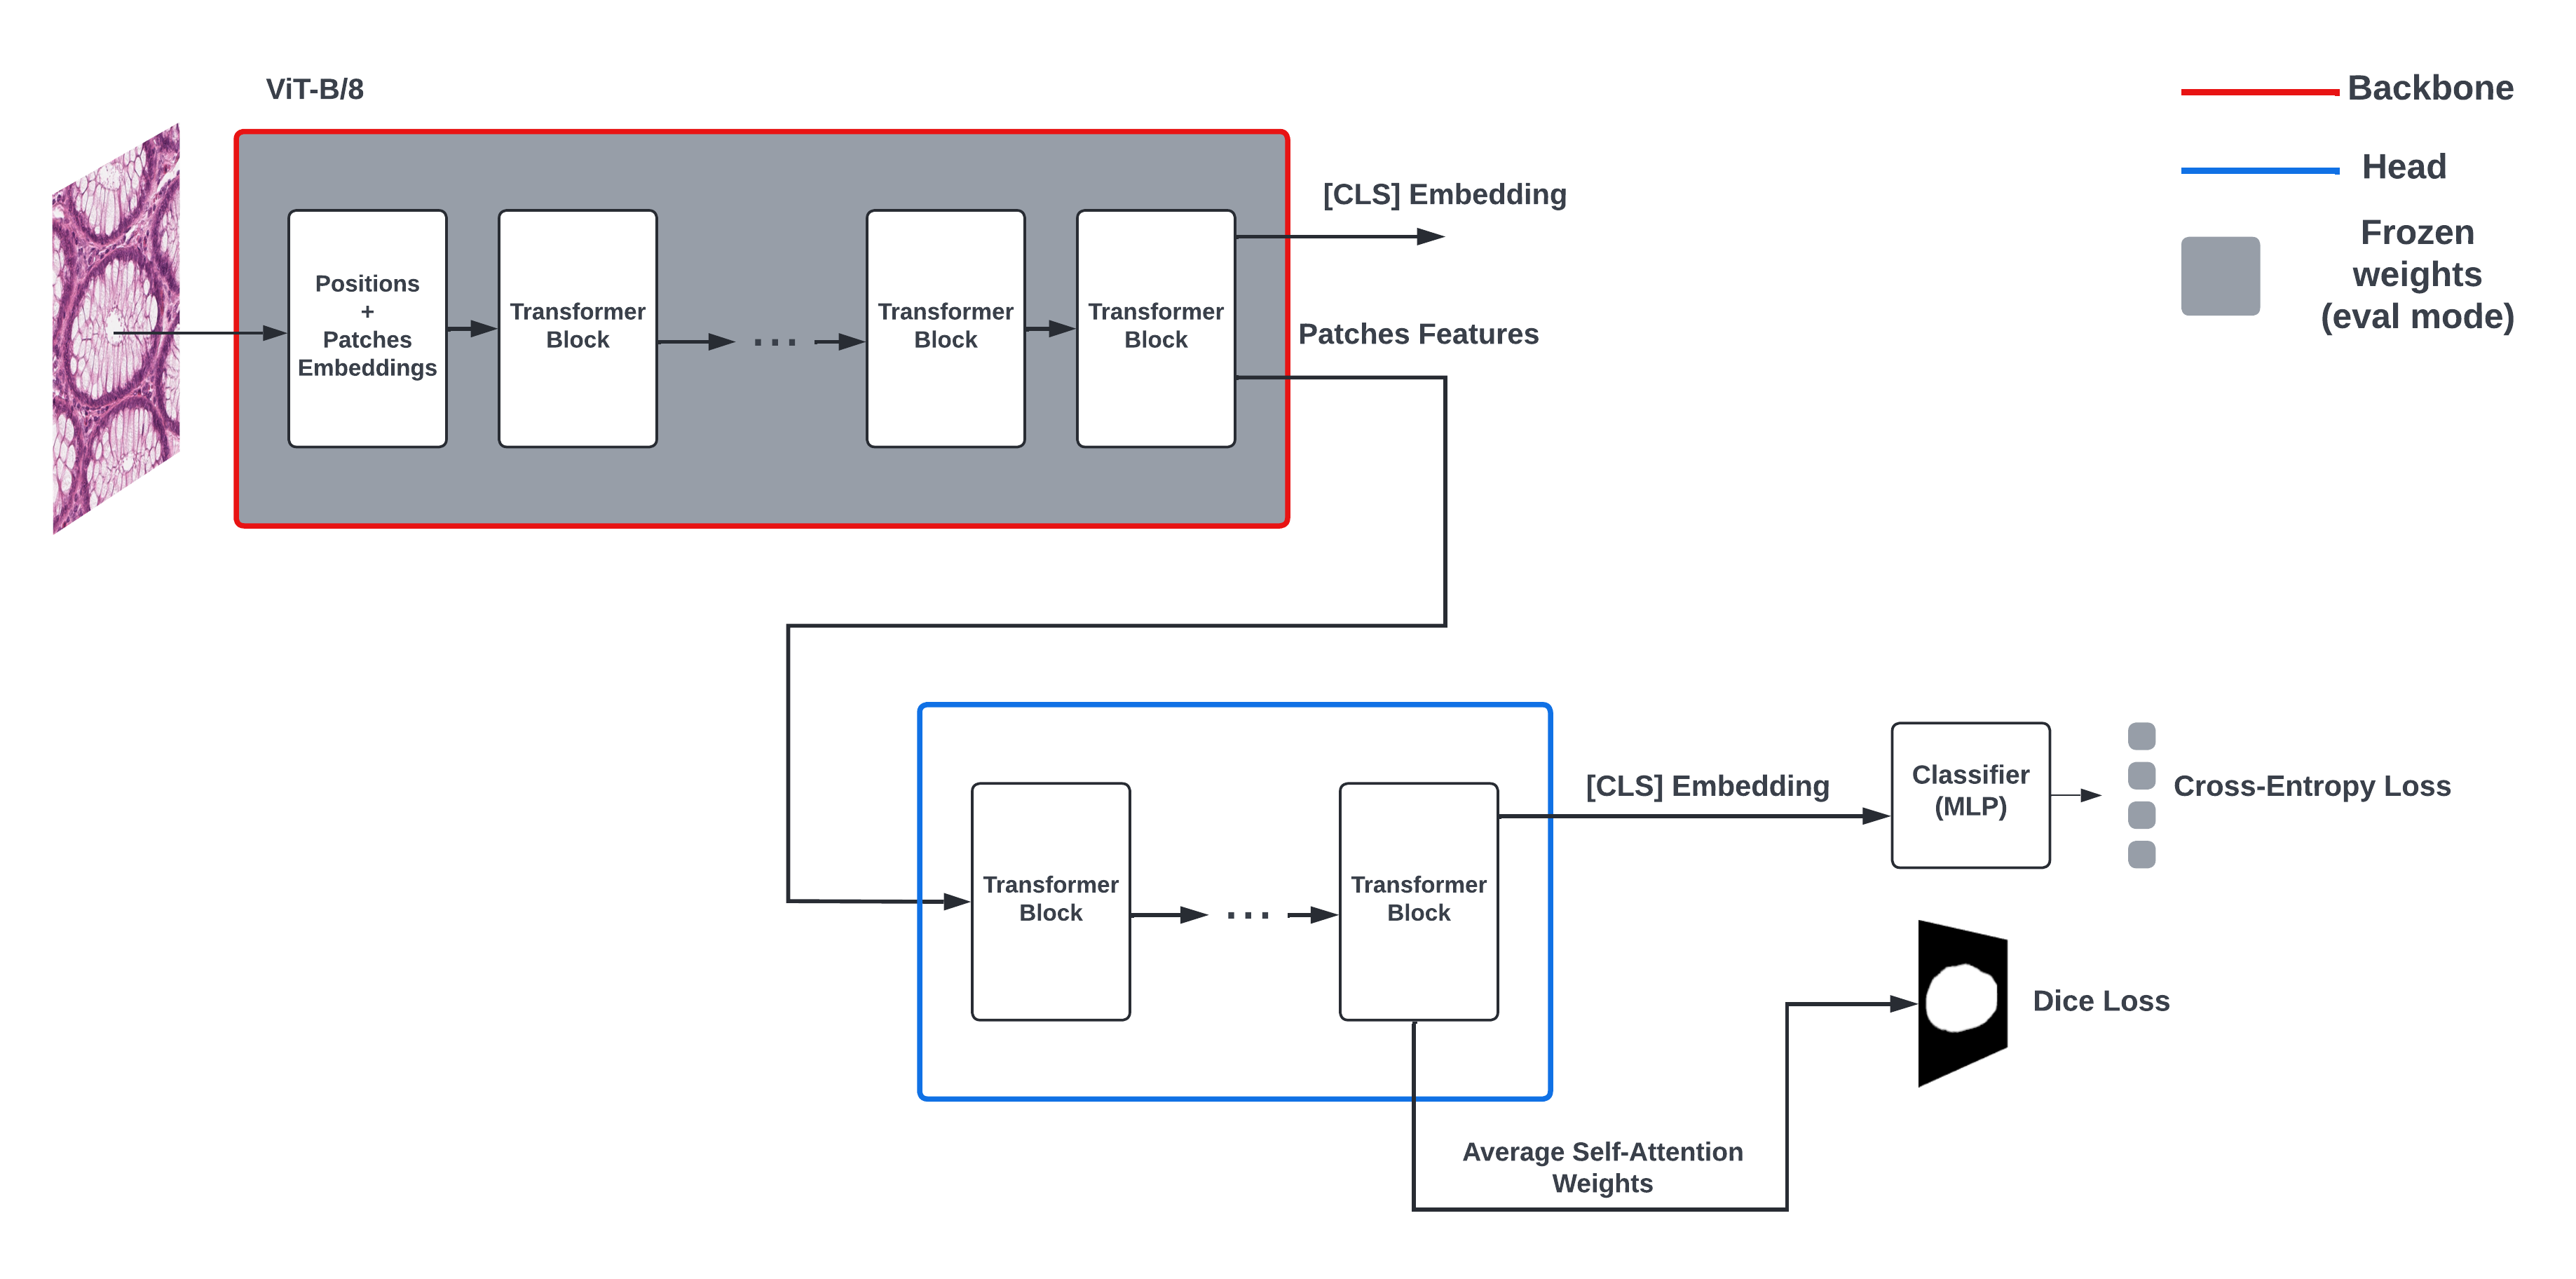 ViT-B/8
Backbone
Head
Frozen
weights
(eval mode)
[CLS] Embedding
Patches Features
Positions
+
Patches
Embeddings
Transformer
Block
...
Transformer
Block
Transformer
Block
Transformer
Block
...
Transformer
Block
[CLS] Embedding
Classifier
(MLP)
Cross-Entropy Loss
Dice Loss
Average Self-Attention
Weights